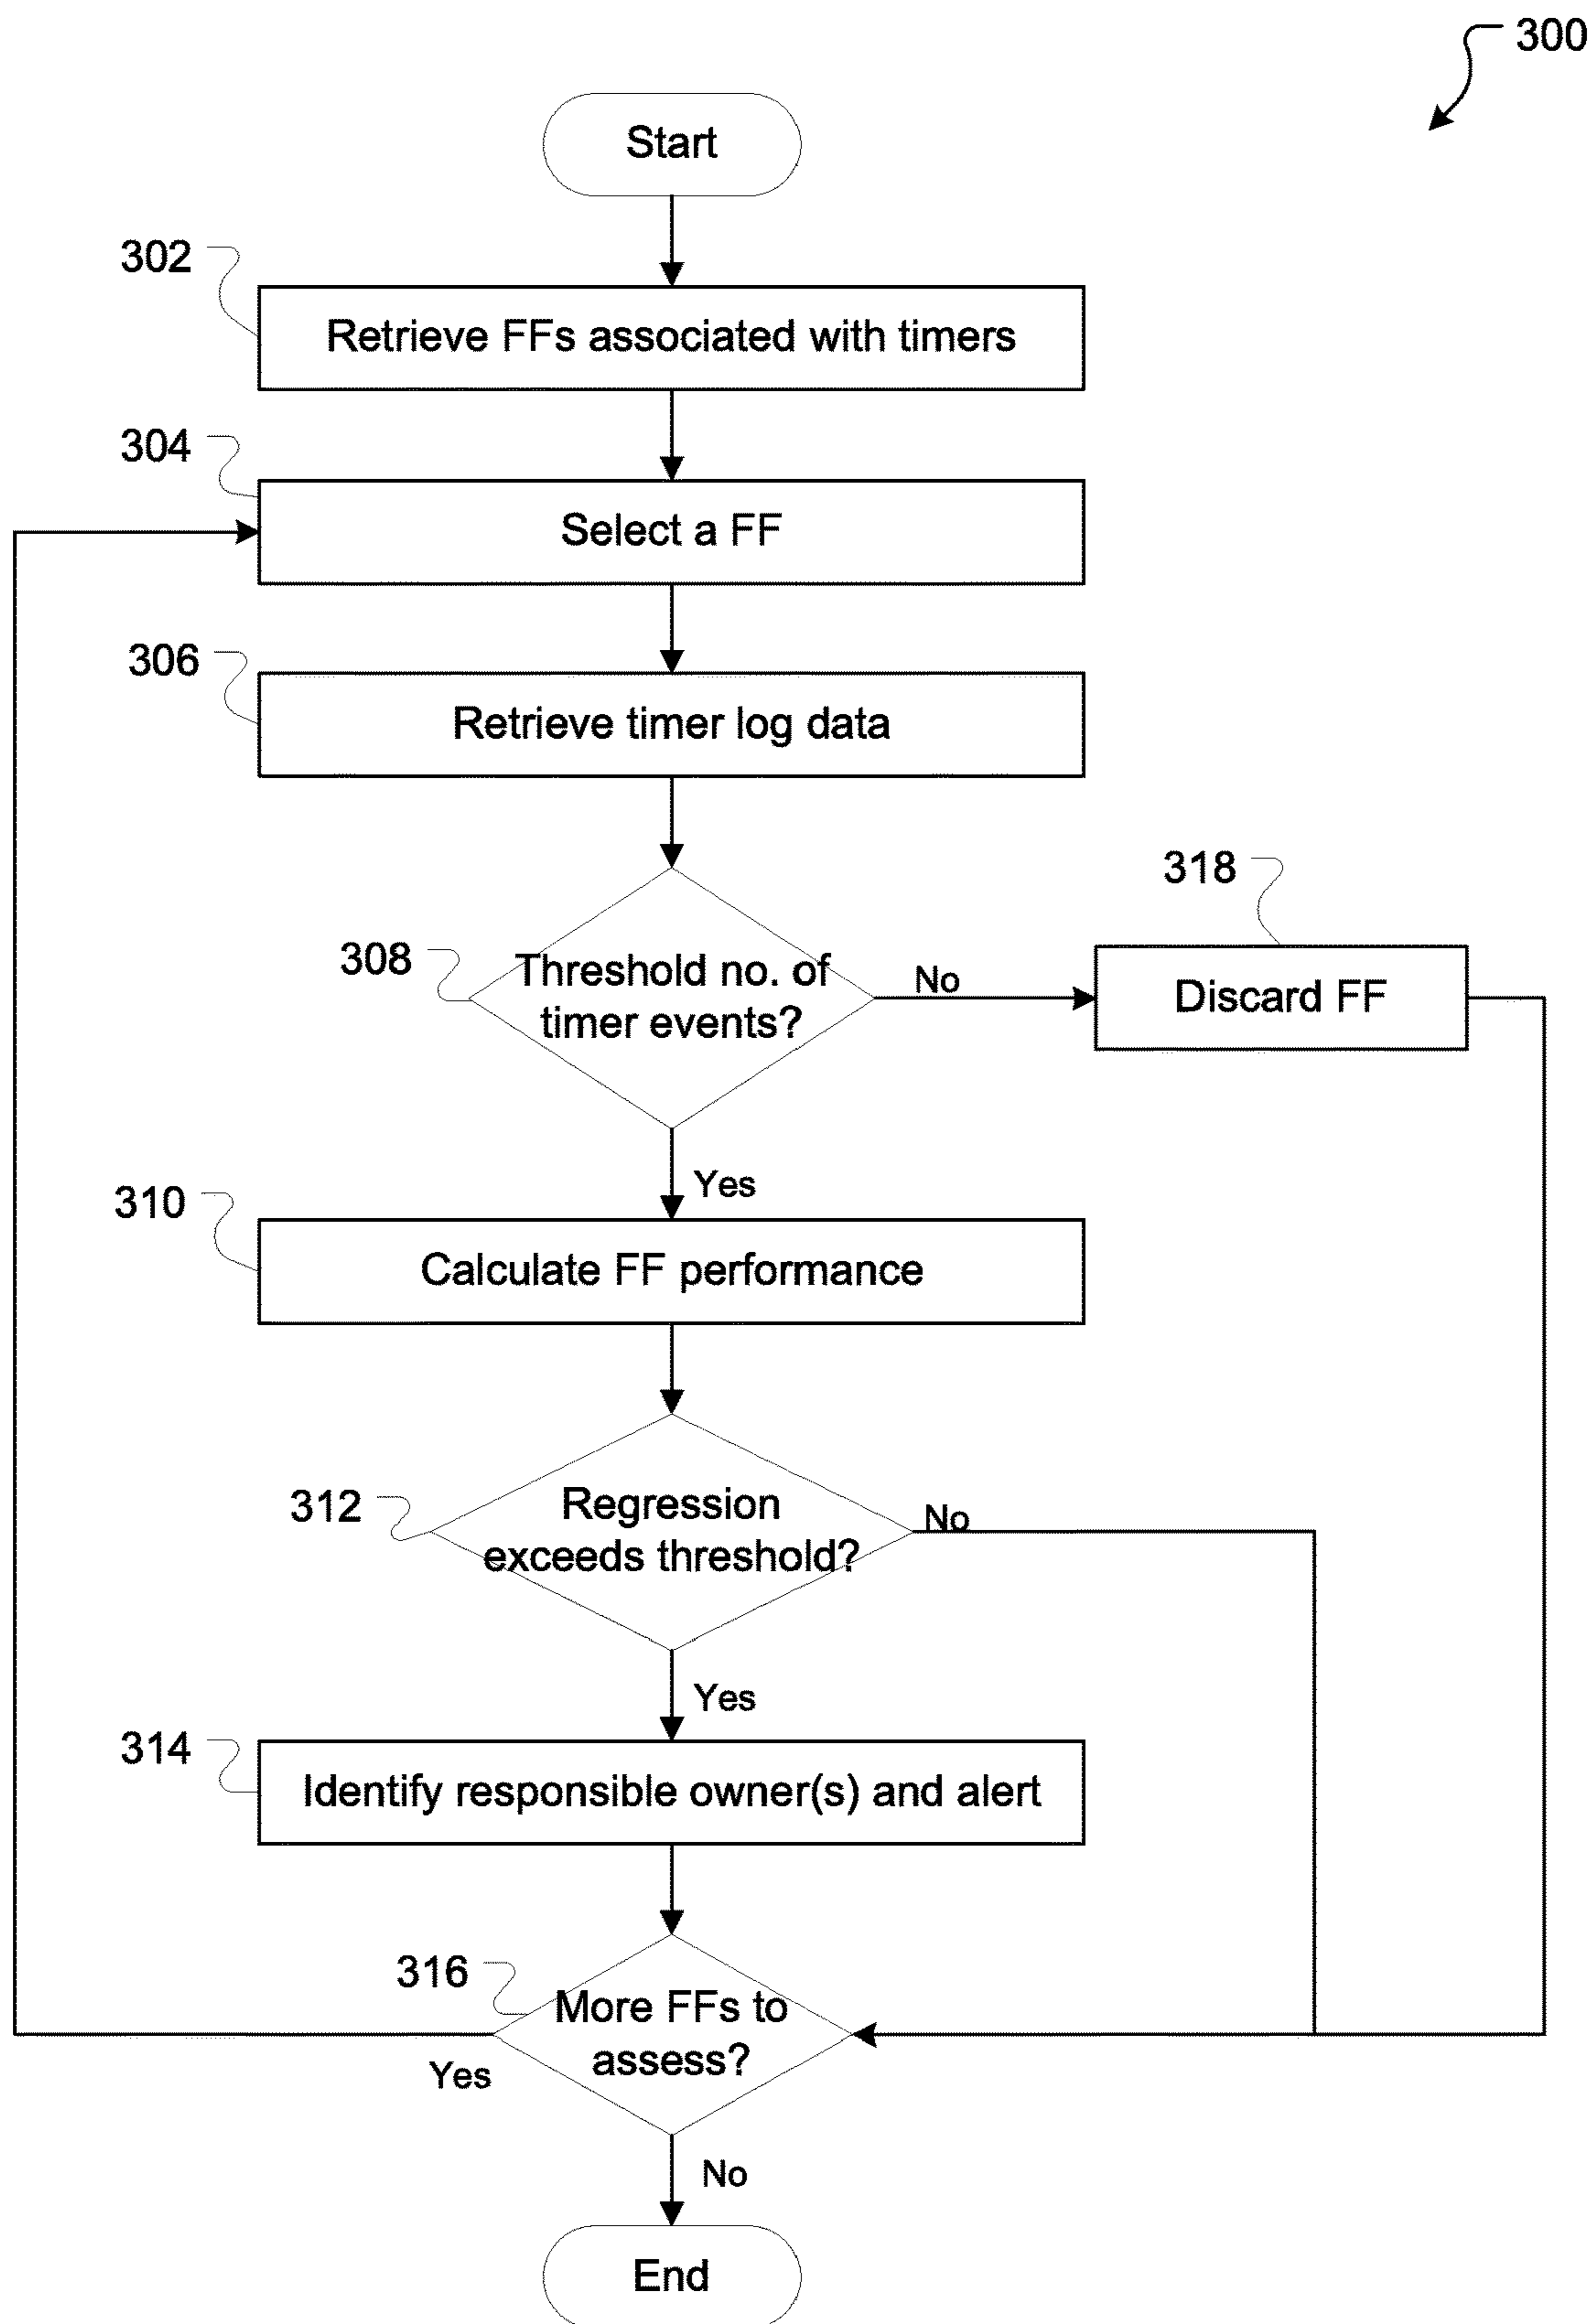 300
Start
302
Retrieve FFs associated with timers
304
Select a FF
306
Retrieve timer log data
318
308
Threshold no. of
timer events?
No
Discard FF
Yes
310
Calculate FF performance
312
Regression
exceeds threshold?
No
Yes
314
Identify responsible owner(s) and alert
316
More FFs to
assess?
Yes
No
End